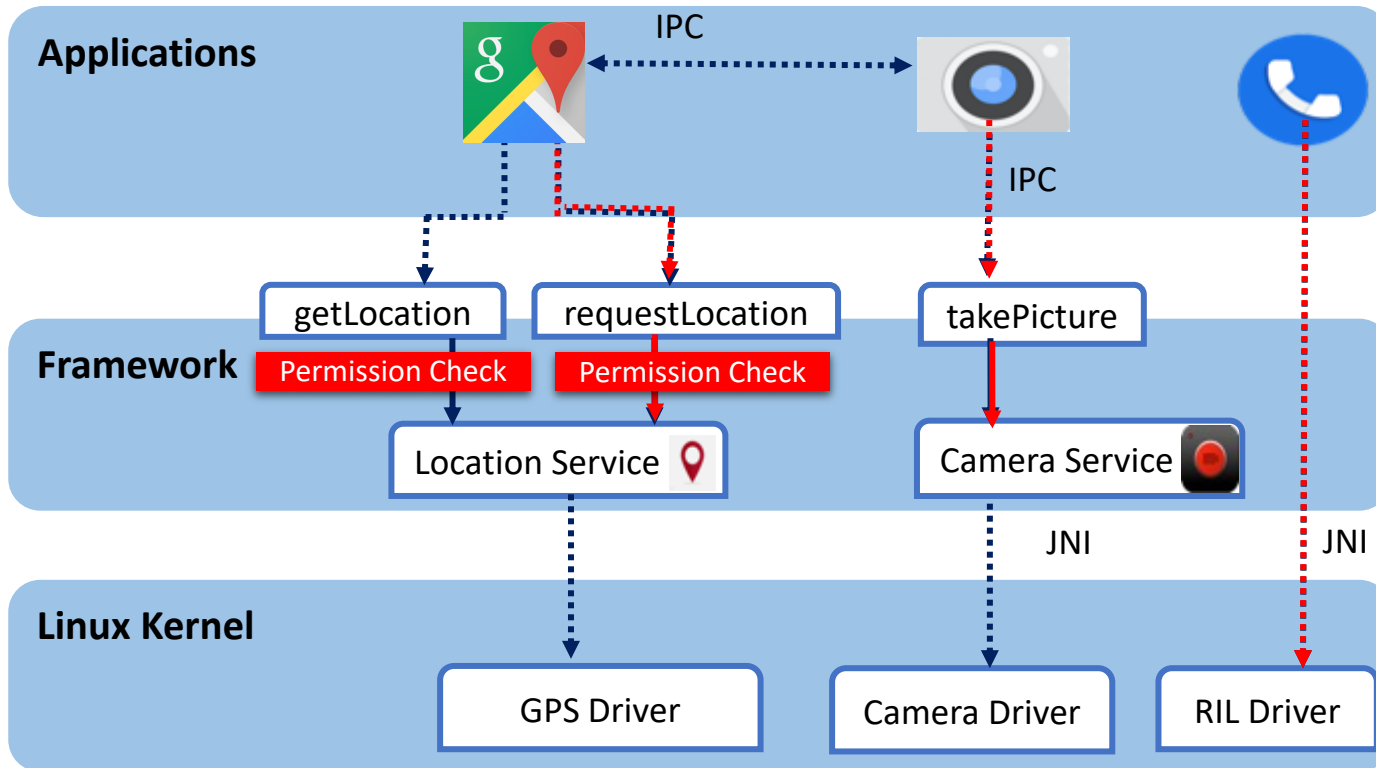 IPC
Applications
g
IPC
getLocation
requestLocation
takePicture
Framework
Permission Check
Permission Check
Location Service
Camera Service
JNI
JNI
Linux Kernel
GPS Driver
Camera Driver
RIL Driver